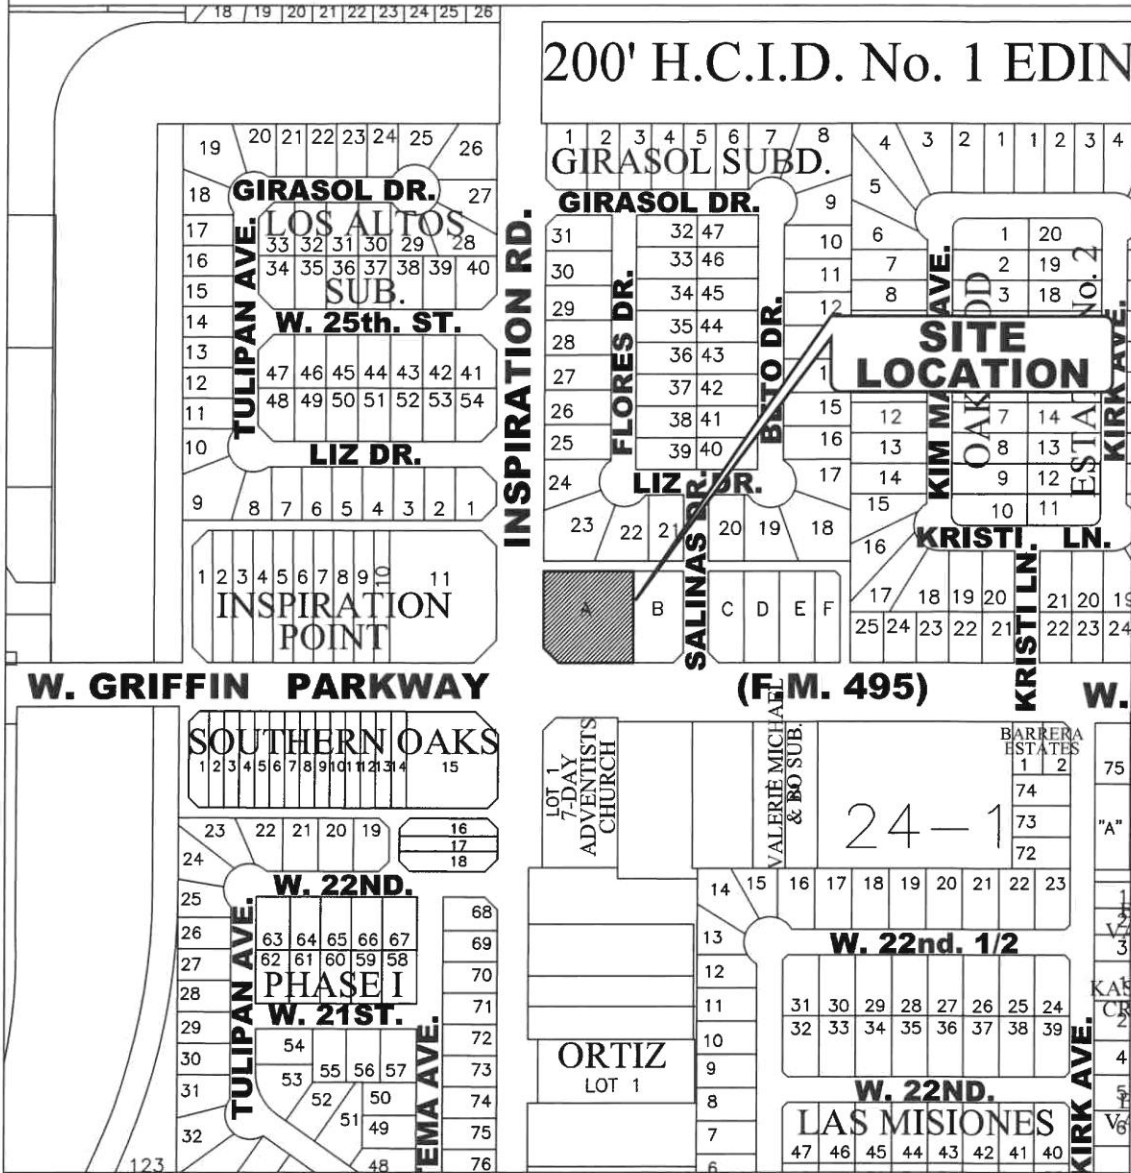 18 19 20 21 22 23 24 25 26
200' H.C.I.D. No. 1 EDIN
19 20 21 22 23 24 25 26
1 2 3 4 5 6 7 8
4 3 2 1 1 2 3 4
GIRASOL SUBD.
18 GIRASOL DR. 27
GIRASOL DR. 9
5
17 LOS ALTOS
33 32 31 30 29 28
16 34 35 36 37 38 39 40
SUB.
15
14 W. 25th. ST.
13
12 47 46 45 44 43 42 41
11 48 49 50 51 52 53 54
10
TULIPAN AVE.
LIZ DR.
9 8 7 6 5 4 3 2 1
INSPIRATION RD.
31 32 47 10
30 33 46 11
29 34 45 12
28 35 44
27 36 43
26 37 42 15
25 38 41 16
24 39 40 17
FLORES DR.
BETO DR.
LIZ DR.
23 22 21 20 19 18
SALINAS DR.
6 1 20
7 2 19
8 3 18
SITE
LOCATION
12 7 14
13 8 13
14 9 12
15 10 11
16
KIM MA AVE.
OAK OD
ESTAT No. 2
KIRK AVE.
KRISTI LN.
17 18 19 20 21 20 19
25 24 23 22 21 22 23 24
KRISTI LN.
1 2 3 4 5 6 7 8 9 10 11
INSPIRATION
POINT
A B C D E F
W. GRIFFIN PARKWAY (F.M. 495) W.
SOUTHERN OAKS
1 2 3 4 5 6 7 8 9 10 11 12 13 14 15
LOT 1
7-DAY
ADVENTISTS
CHURCH
VALERIE MICHAEL
& BO SUB.
24-1
BARRERA
ESTATES
1 2
74
73
72
75
"A"
23 22 21 20 19
16
17
18
24
25
26
27
28
29
30
31
32
W. 22ND.
63 64 65 66 67
62 61 60 59 58
PHASE I
W. 21ST.
TULIPAN AVE.
54
53 55 56 57
52 51 50
49
48
TEMA AVE.
68
69
70
71
72
73
74
75
76
123
ORTIZ
LOT 1
14 15 16 17 18 19 20 21 22 23
13
12
11
10
9
8
7
6
W. 22nd. 1/2
31 30 29 28 27 26 25 24
32 33 34 35 36 37 38 39
W. 22ND.
LAS MISIONES
47 46 45 44 43 42 41 40
KIRK AVE.
3
4
KAS
CR